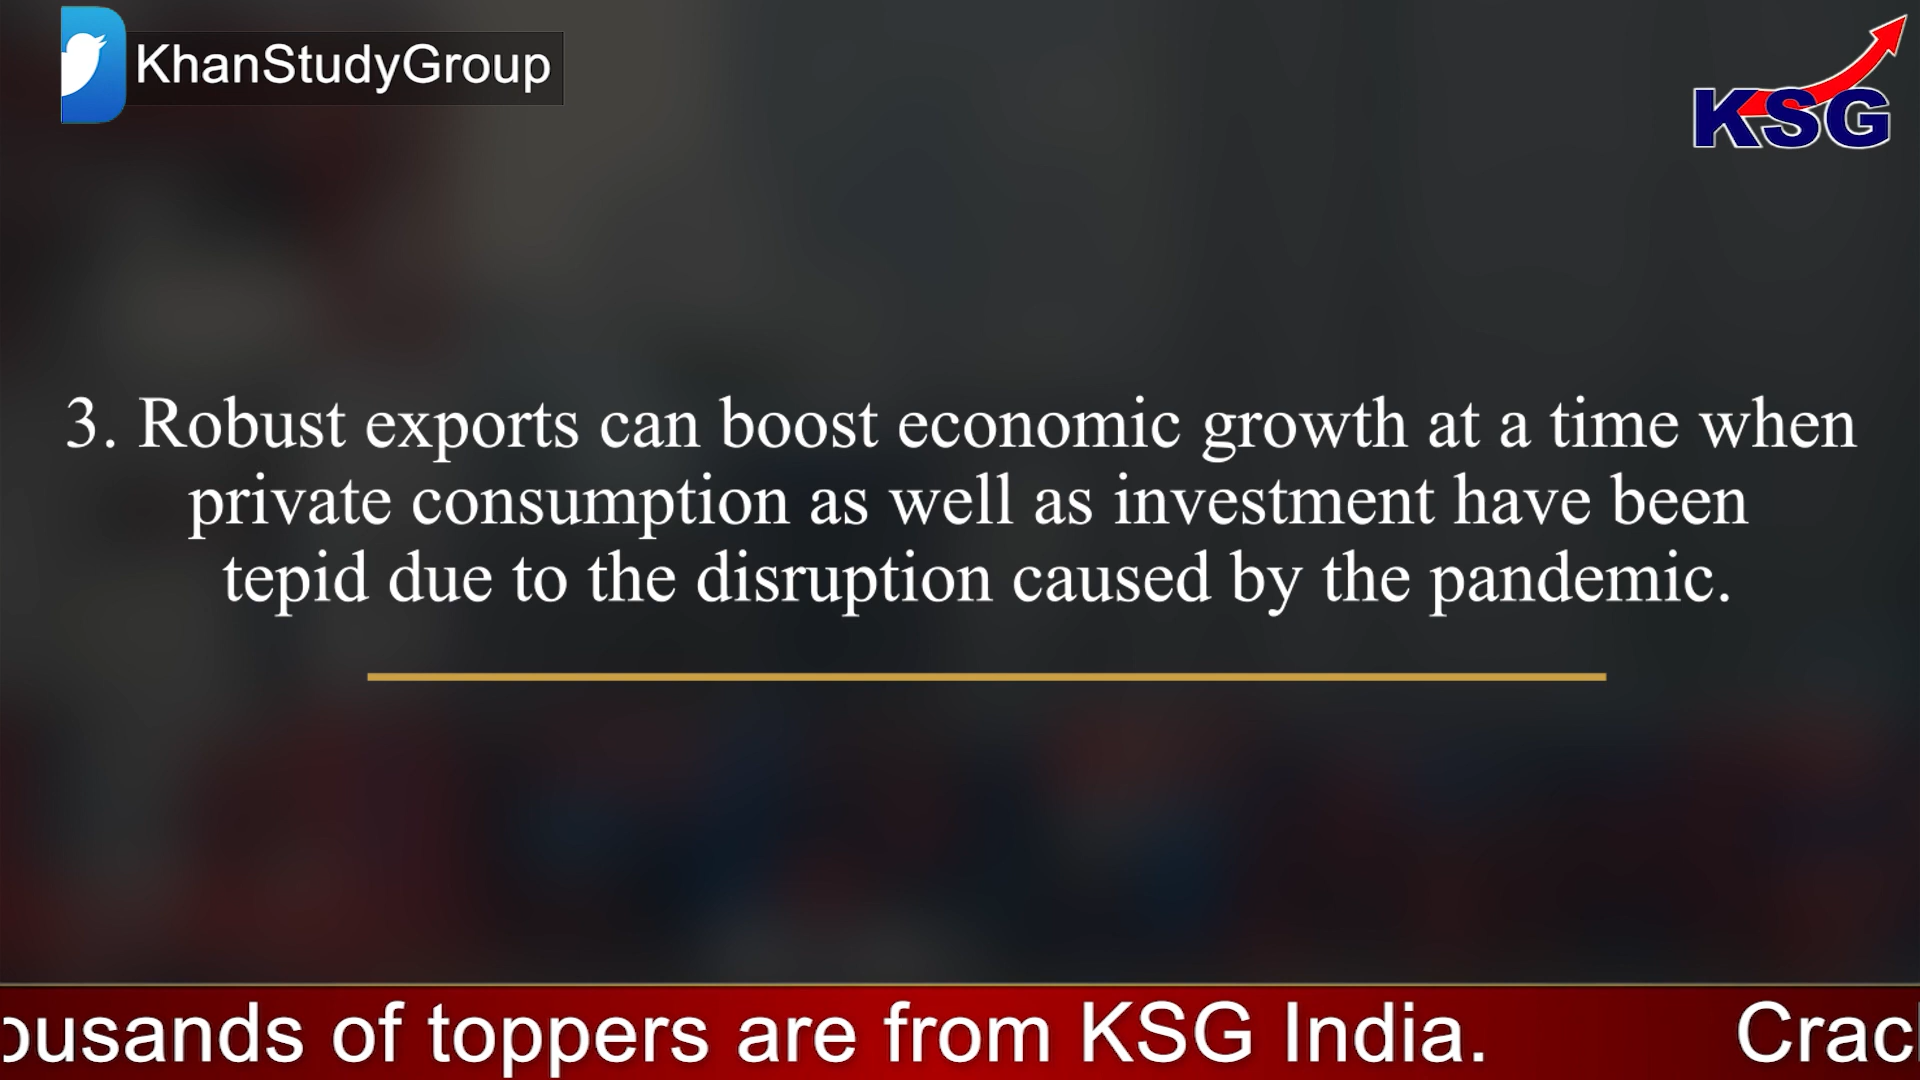 KhanStudyGroup
KSG
3. Robust exports can boost economic growth at a time when
private consumption as well as investment have been
tepid due to the disruption caused by the pandemic.
of toppers are from KSG India.